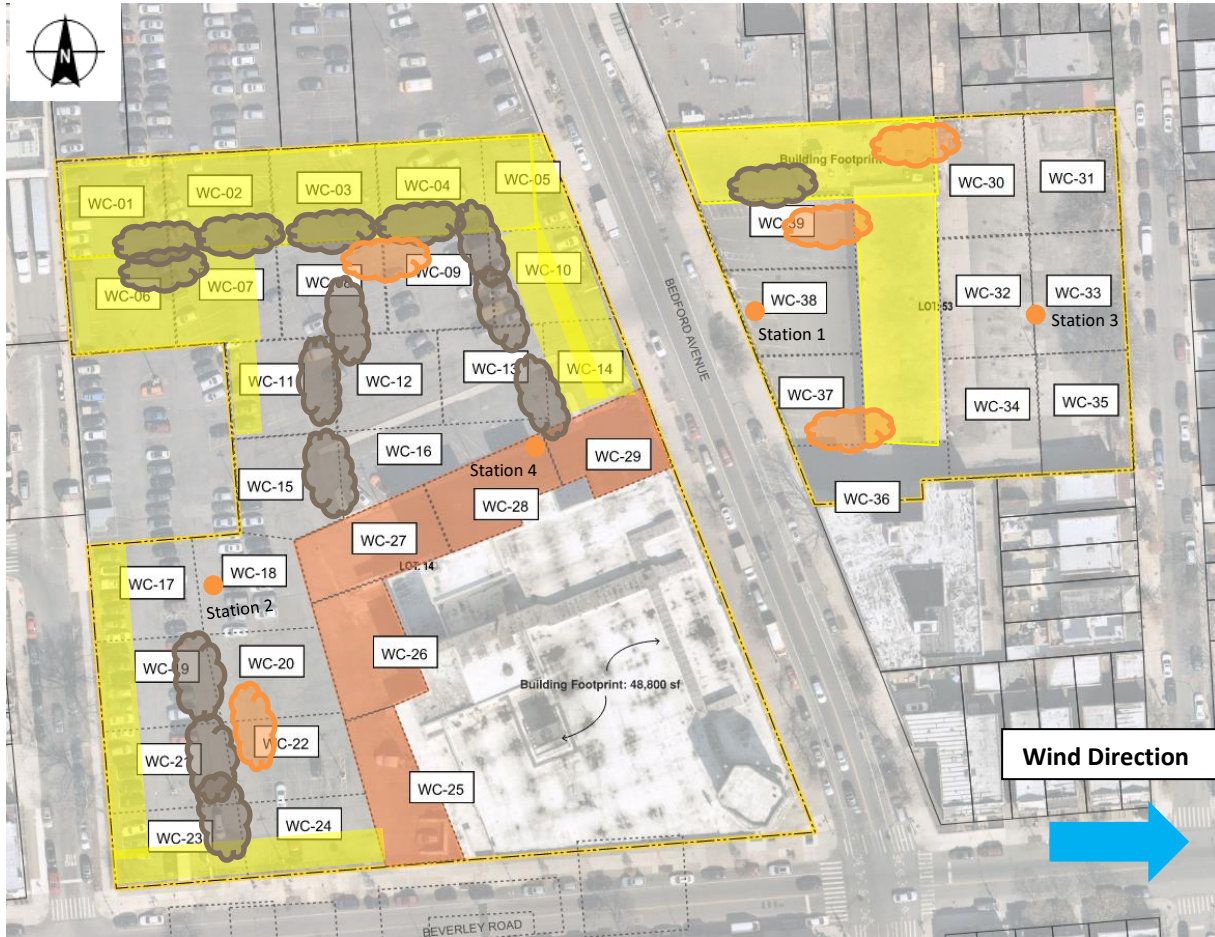 N
WC-01
WC-02
WC-03
WC-04
WC-05
Building Footprint
WC-30
WC-31
WC-39
WC-06
WC-07
WC-08
WC-09
WC-10
BEDFORD AVENUE
WC-38
Station 1
LOT: 53
WC-32
WC-33
Station 3
WC-11
WC-12
WC-13
WC-14
WC-37
WC-34
WC-35
WC-15
WC-16
Station 4
WC-29
WC-28
WC-36
WC-27
LOT: 14
WC-17
WC-18
Station 2
WC-19
WC-20
WC-26
Building Footprint: 48,800 sf
WC-21
WC-22
WC-25
Wind Direction
WC-23
WC-24
BEVERLEY ROAD